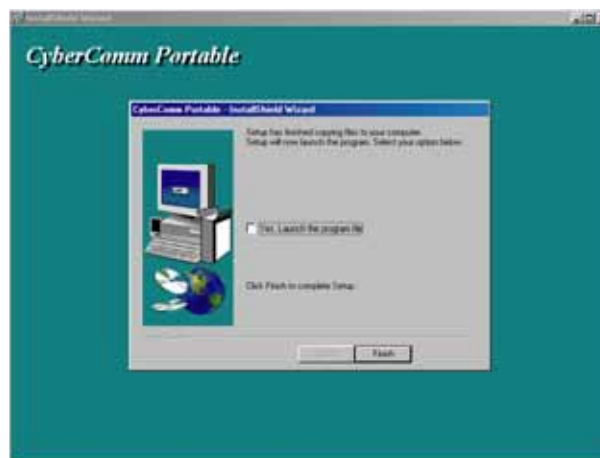 InstallShield Wizard
CyberComm Portable
CyberComm Portable - InstallShield Wizard
Setup has finished copying files to your computer.
Setup will now launch the program. Select your option below.
Yes, Launch the program file
Click Finish to complete Setup.
Finish